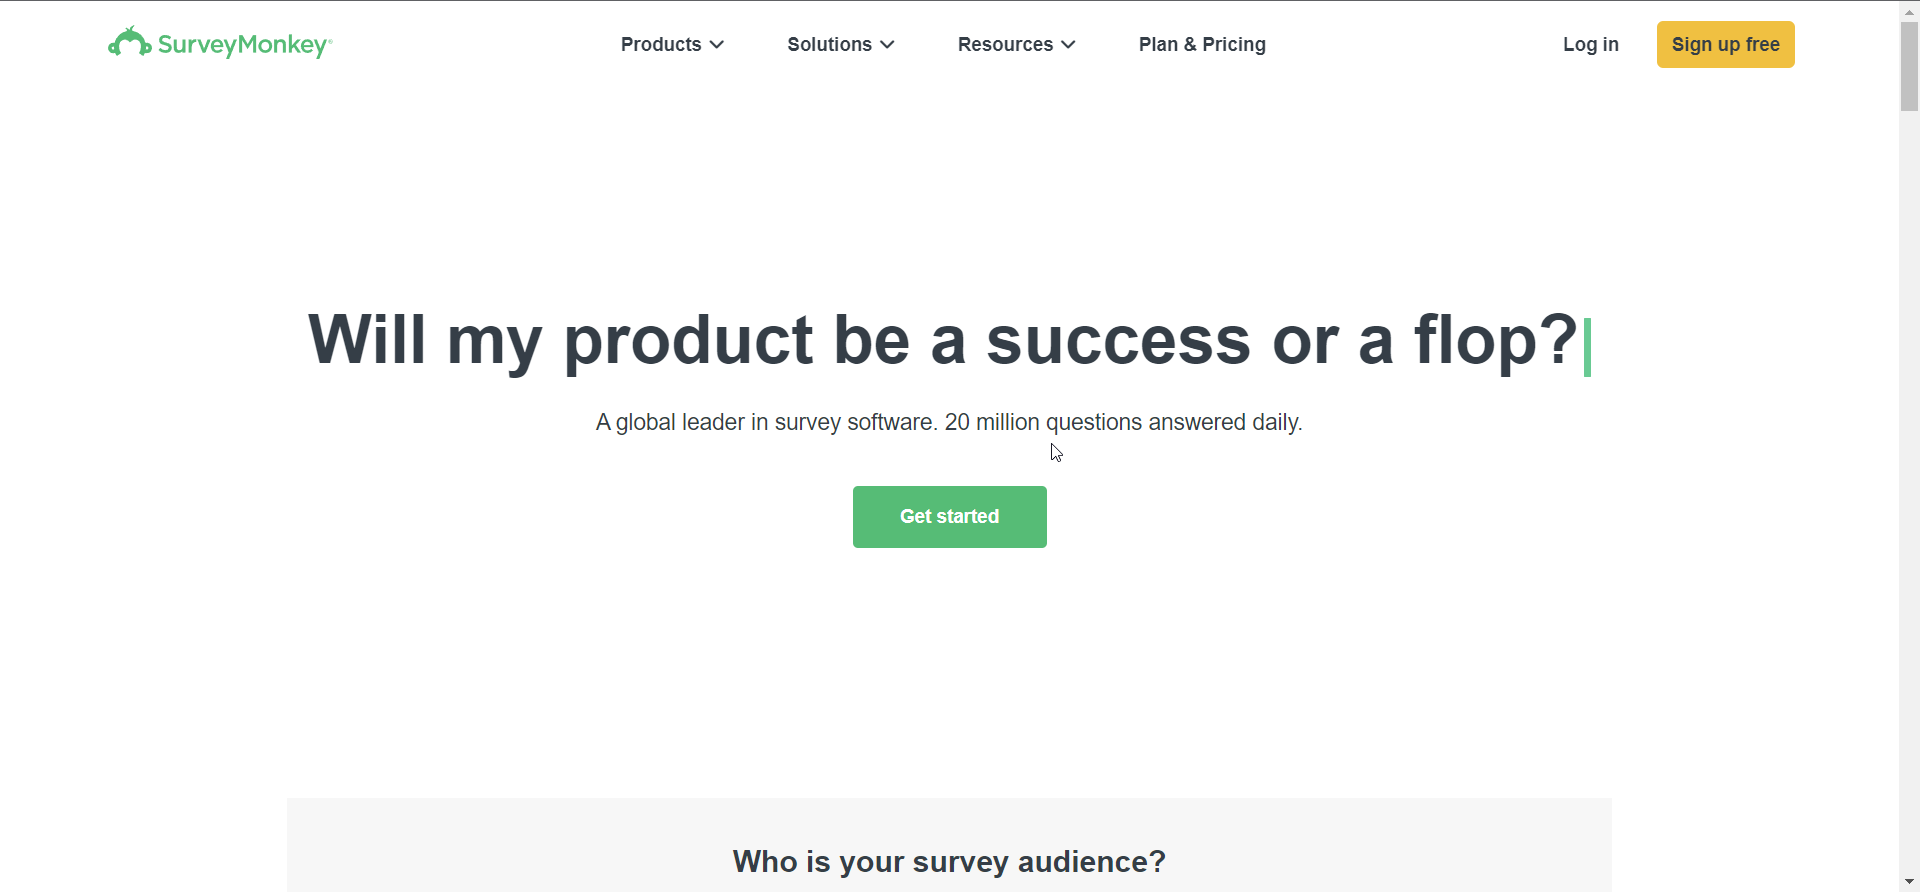 SurveyMonkey®
Products
Solutions
Resources
Plan & Pricing
Log in
Sign up free
Will my product be a success or a flop?
A global leader in survey software. 20 million questions answered daily.
Get started
Who is your survey audience?